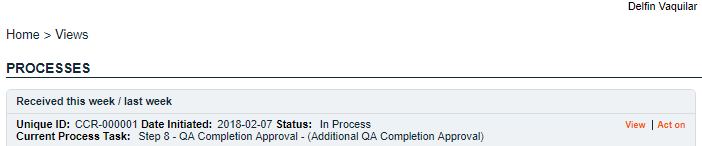 Delfin Vaquilar
Home > Views
PROCESSES
Received this week / last week
Unique ID: CCR-000001 Date Initiated: 2018-02-07 Status: In Process View | Act on
Current Process Task: Step 8 - QA Completion Approval - (Additional QA Completion Approval)